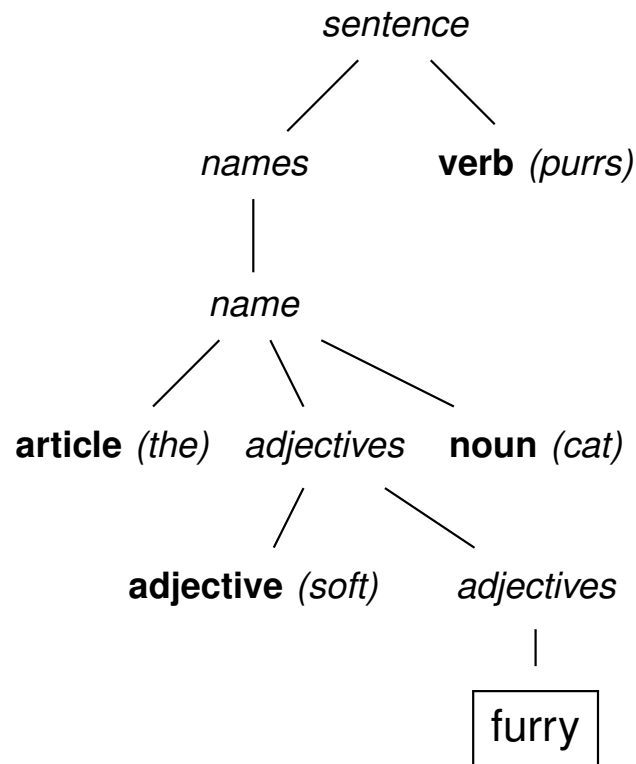 sentence
names verb (purrs)
name
article (the) adjectives noun (cat)
adjective (soft) adjectives
furry